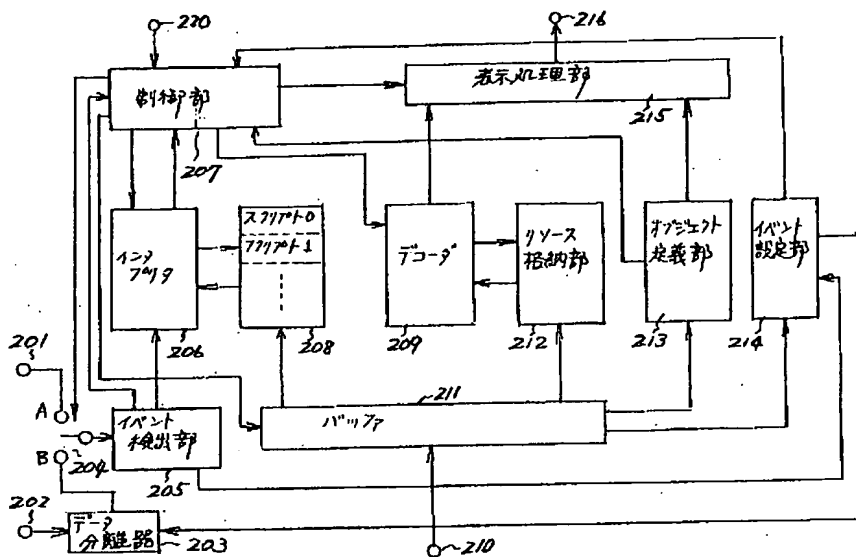 220
216
制御部
207
表示処理部
215
インタ
プリタ
206
スクリプト0
スクリプト1
208
デコーダ
209
リソース
格納部
212
オブジェクト
定義部
213
イベント
設定部
214
201
A
B
204
イベント
検出部
205
バッファ
211
202
データ
分離器
203
210